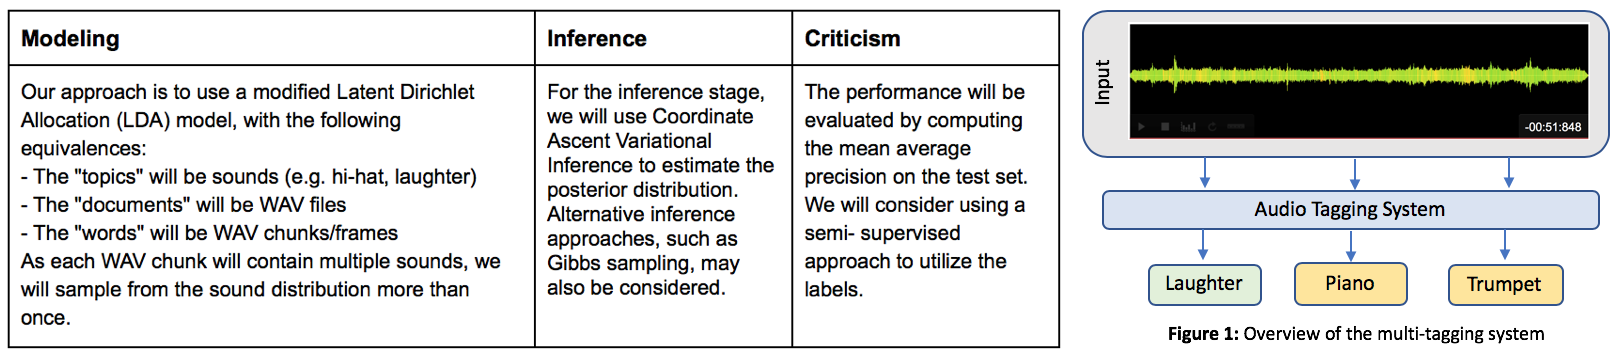 Modeling
Our approach is to use a modified Latent Dirichlet
Allocation (LDA) model, with the following
equivalences:
- The "topics" will be sounds (e.g. hi-hat, laughter)
- The "documents" will be WAV files
- The "words" will be WAV chunks/frames
As each WAV chunk will contain multiple sounds, we
will sample from the sound distribution more than
once.
Inference
For the inference stage,
we will use Coordinate
Ascent Variational
Inference to estimate the
posterior distribution.
Alternative inference
approaches, such as
Gibbs sampling, may
also be considered.
Criticism
The performance will be
evaluated by computing
the mean average
precision on the test set.
We will consider using a
semi- supervised
approach to utilize the
labels.
Input
-00:51:848
Audio Tagging System
Laughter
Piano
Trumpet
Figure 1: Overview of the multi-tagging system